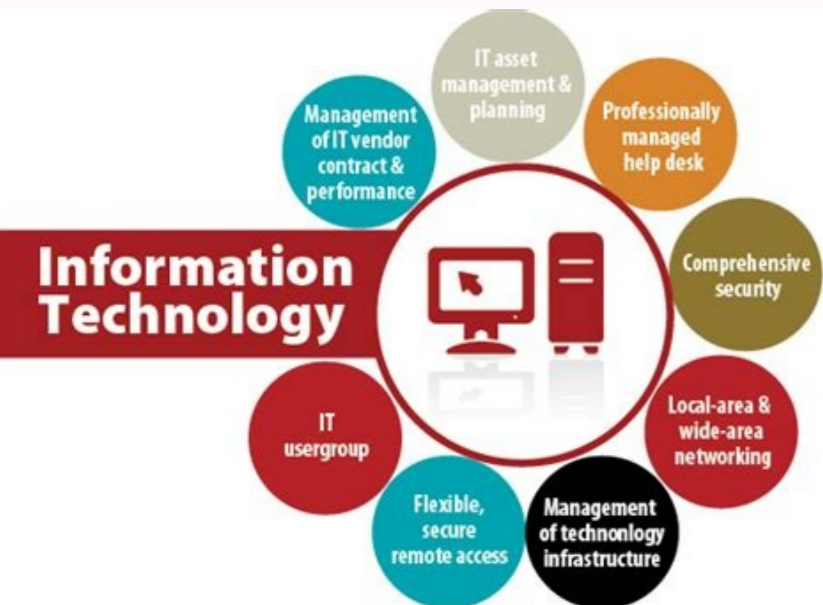 Information
Technology
Management
of IT vendor
contract &
performance
IT asset
management &
planning
Professionally
managed
help desk
Comprehensive
security
Local-area &
wide-area
networking
Management
of technonlogy
infrastructure
Flexible,
secure
remote access
IT
usergroup